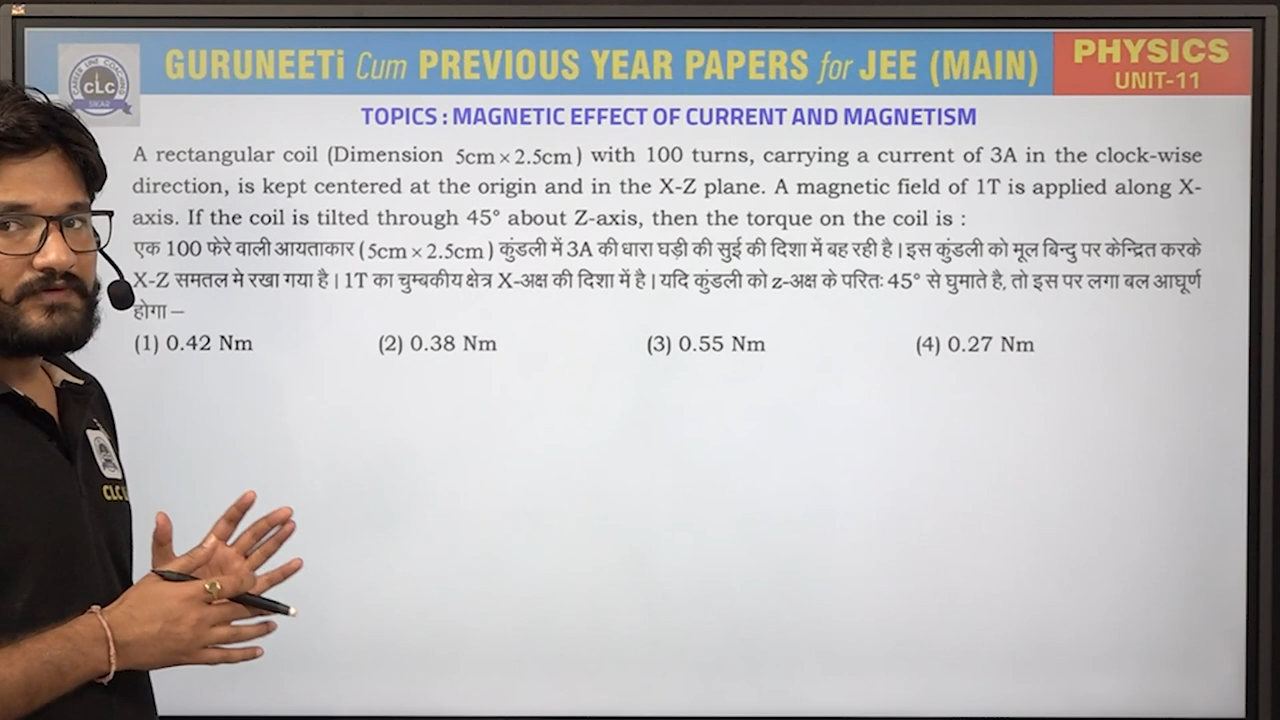 GURUNEETi Cum PREVIOUS YEAR PAPERS for JEE (MAIN)
PHYSICS
UNIT-11
CAREER LINE COACHING
CLC
SIKAR
TOPICS : MAGNETIC EFFECT OF CURRENT AND MAGNETISM
A rectangular coil (Dimension 5cm × 2.5cm) with 100 turns, carrying a current of 3A in the clock-wise
direction, is kept centered at the origin and in the X-Z plane. A magnetic field of 1T is applied along X-
axis. If the coil is tilted through 45° about Z-axis, then the torque on the coil is :
एक 100 फेरे वाली आयताकार (5cm × 2.5cm) कुंडली में 3A की धारा घड़ी की सुई की दिशा में बह रही है। इस कुंडली को मूल बिन्दु पर केन्द्रित करके
X-Z समतल मे रखा गया है। 1T का चुम्बकीय क्षेत्र X-अक्ष की दिशा में है। यदि कुंडली को z-अक्ष के परितः 45° से घुमाते है, तो इस पर लगा बल आघूर्ण
होगा –
(1) 0.42 Nm (2) 0.38 Nm (3) 0.55 Nm (4) 0.27 Nm
CLC